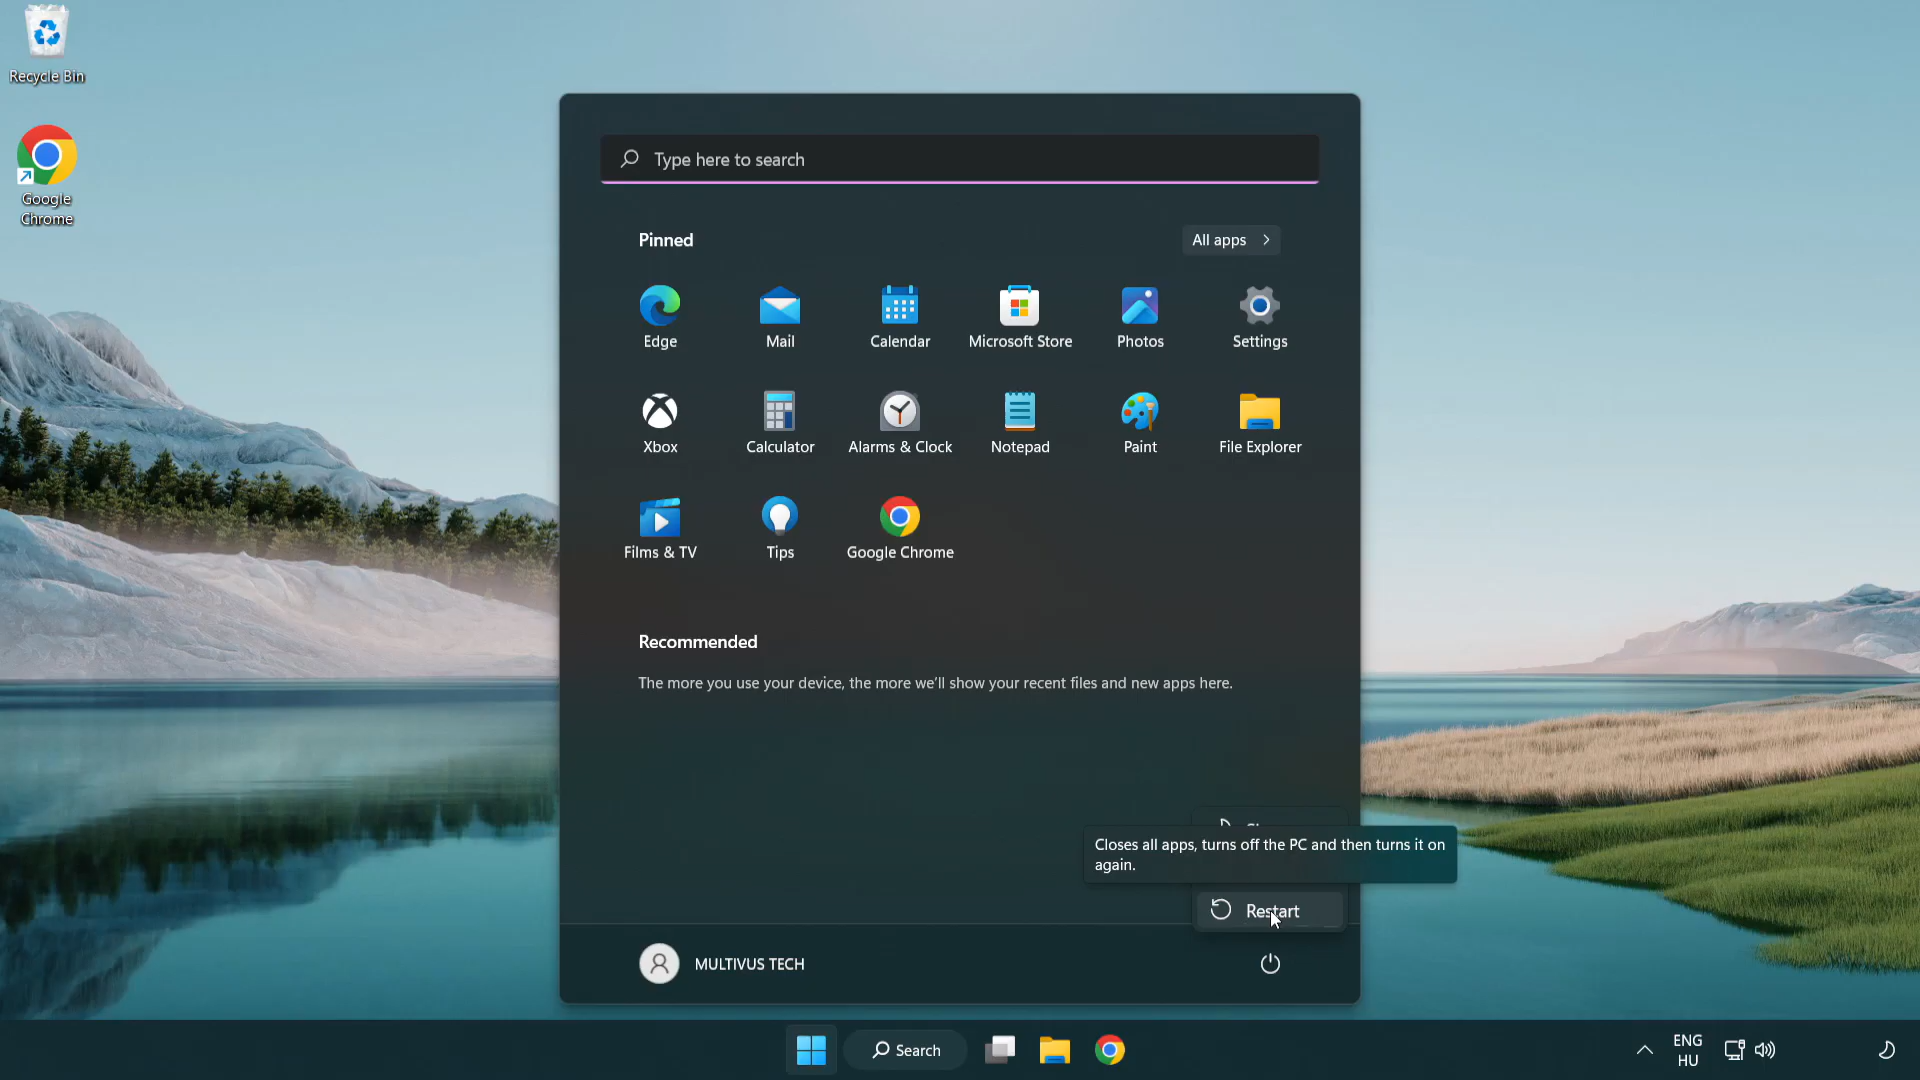 Recycle Bin
Google
Chrome
Type here to search
Pinned
All apps
Edge
Mail
Calendar
Microsoft Store
Photos
Settings
Xbox
Calculator
Alarms & Clock
Notepad
Paint
File Explorer
Films & TV
Tips
Google Chrome
Recommended
The more you use your device, the more we'll show your recent files and new apps here.
Closes all apps, turns off the PC and then turns it on
again.
Restart
MULTIVUS TECH
Search
ENG
HU